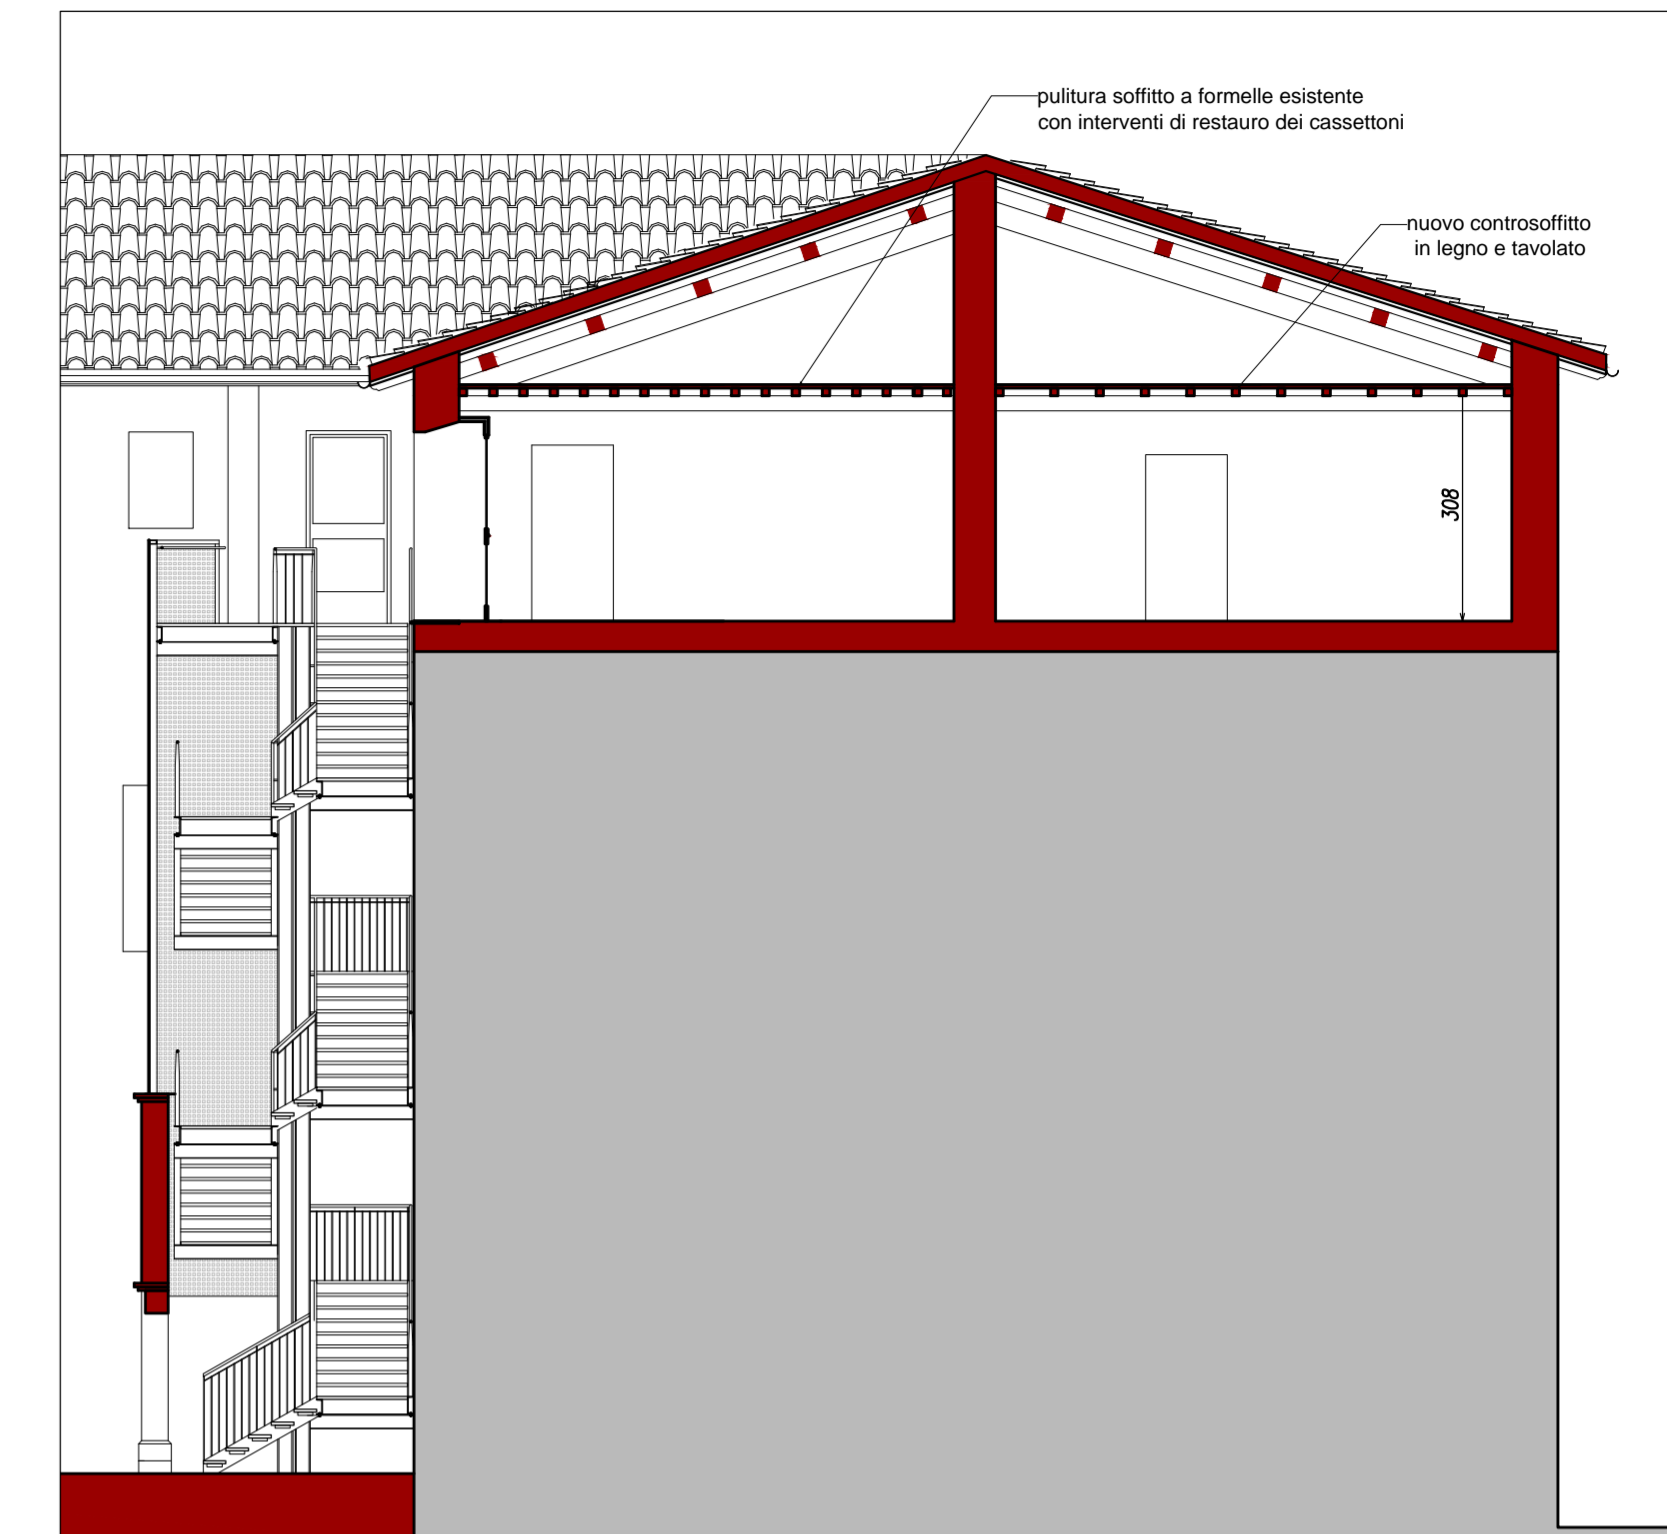 pulitura soffitto a formelle esistente
con interventi di restauro dei cassettoni
nuovo controsoffitto
in legno e tavolato
308